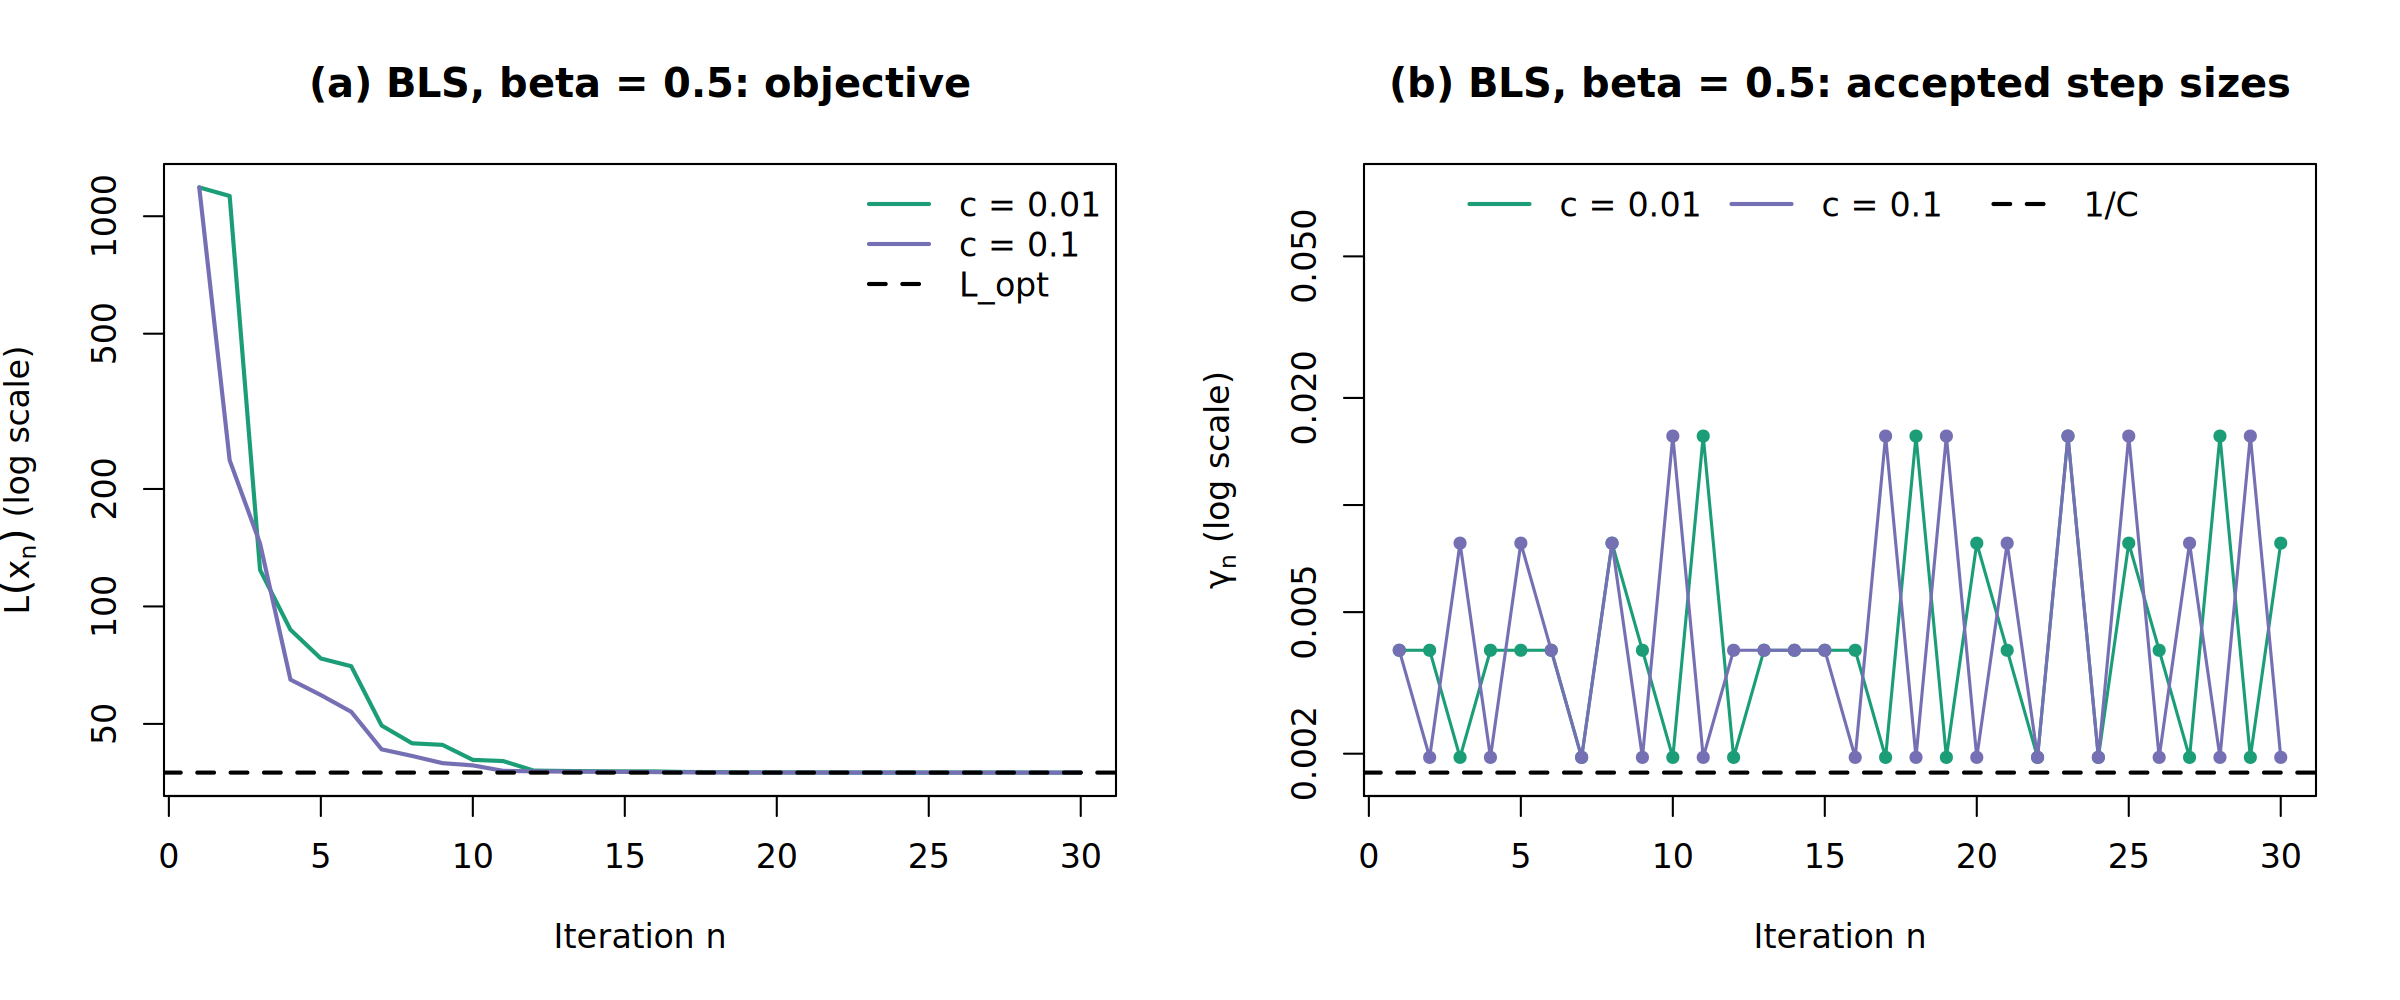 (a) BLS, beta = 0.5: objective
L(xn) (log scale)
1000
500
200
100
50
c = 0.01
c = 0.1
L_opt
0 5 10 15 20 25 30
Iteration n
(b) BLS, beta = 0.5: accepted step sizes
γn (log scale)
0.050
0.020
0.005
0.002
c = 0.01 c = 0.1 1/C
0 5 10 15 20 25 30
Iteration n